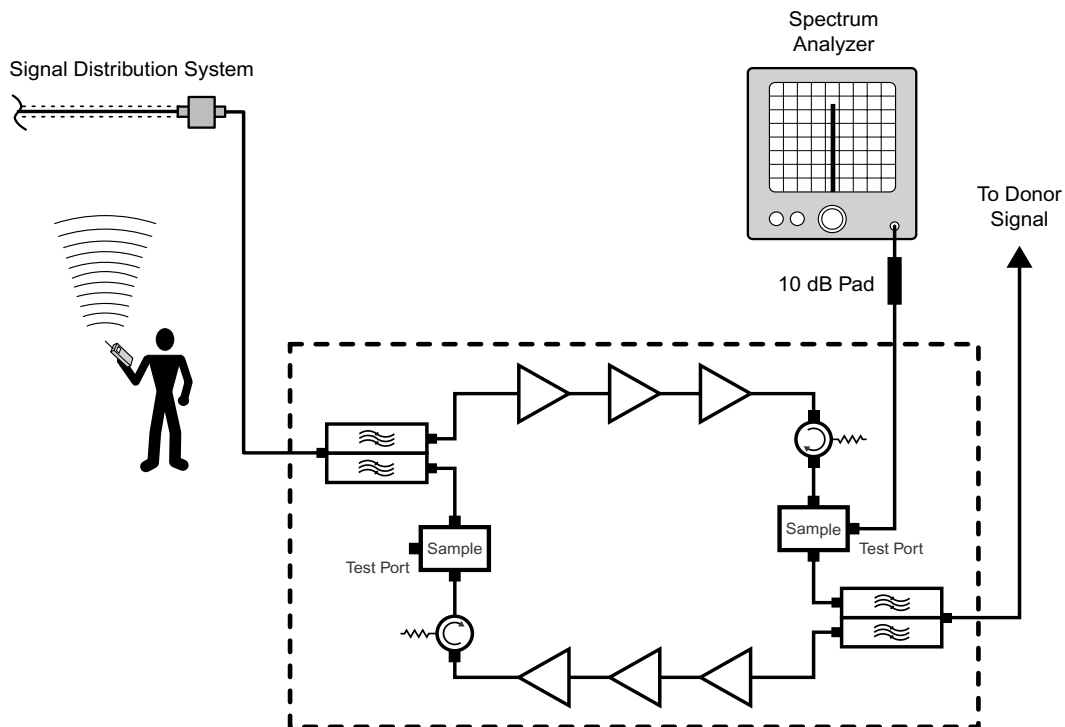 Spectrum
Analyzer
Signal Distribution System
To Donor
Signal
10 dB Pad
Sample
Test Port
Sample
Test Port